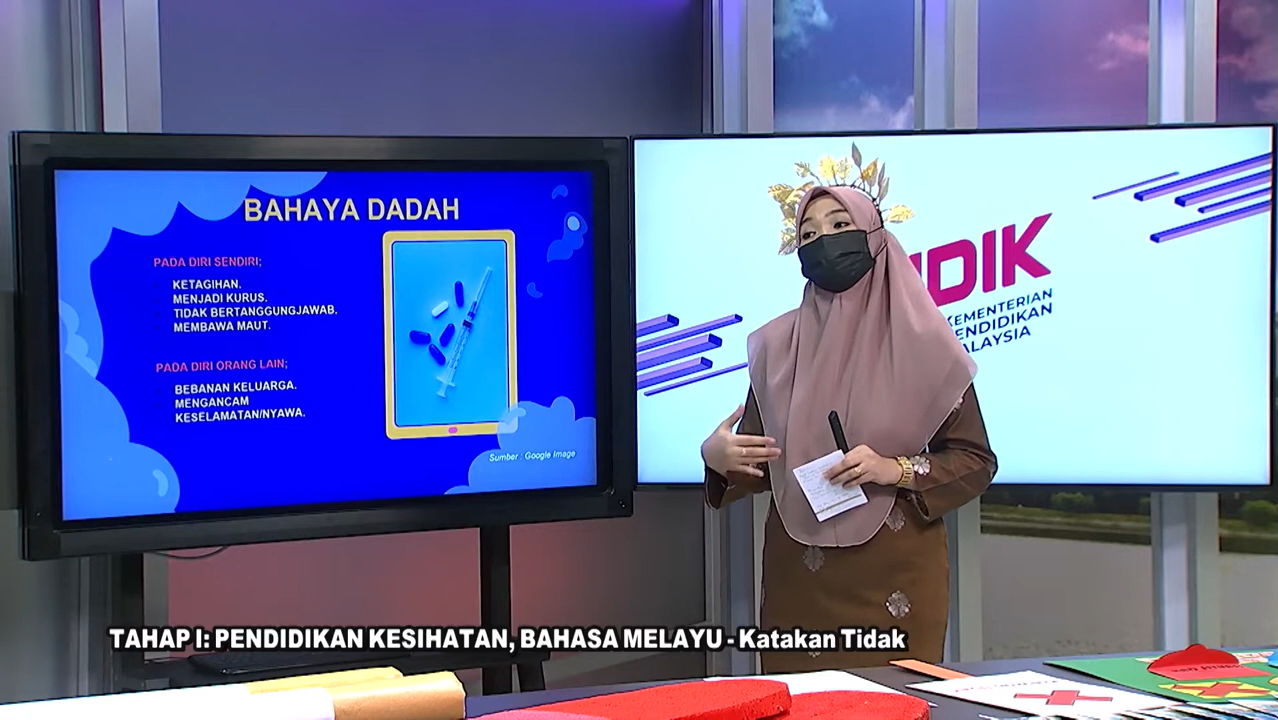 BAHAYA DADAH
PADA DIRI SENDIRI;
KETAGIHAN.
MENJADI KURUS.
TIDAK BERTANGGUNGJAWAB.
MEMBAWA MAUT.
PADA DIRI ORANG LAIN;
BEBANAN KELUARGA.
MENGANCAM
KESELAMATAN/NYAWA.
Sumber : Google Image
DIK
KEMENTERIAN
ENDIDIKAN
ALAYSIA
TAHAP I: PENDIDIKAN KESIHATAN, BAHASA MELAYU - Katakan Tidak